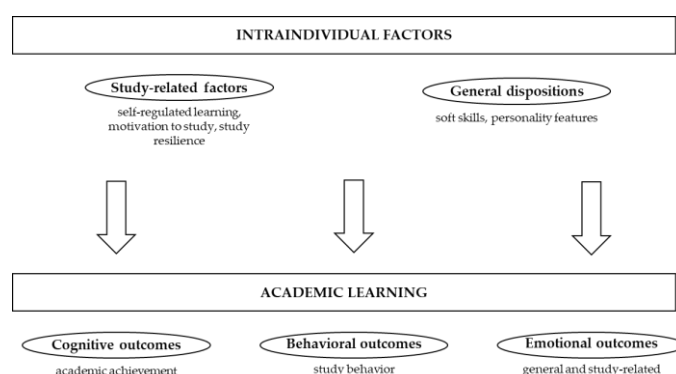 INTRAINDIVIDUAL FACTORS
Study-related factors
self-regulated learning,
motivation to study, study
resilience
General dispositions
soft skills, personality features
ACADEMIC LEARNING
Cognitive outcomes
academic achievement
Behavioral outcomes
study behavior
Emotional outcomes
general and study-related